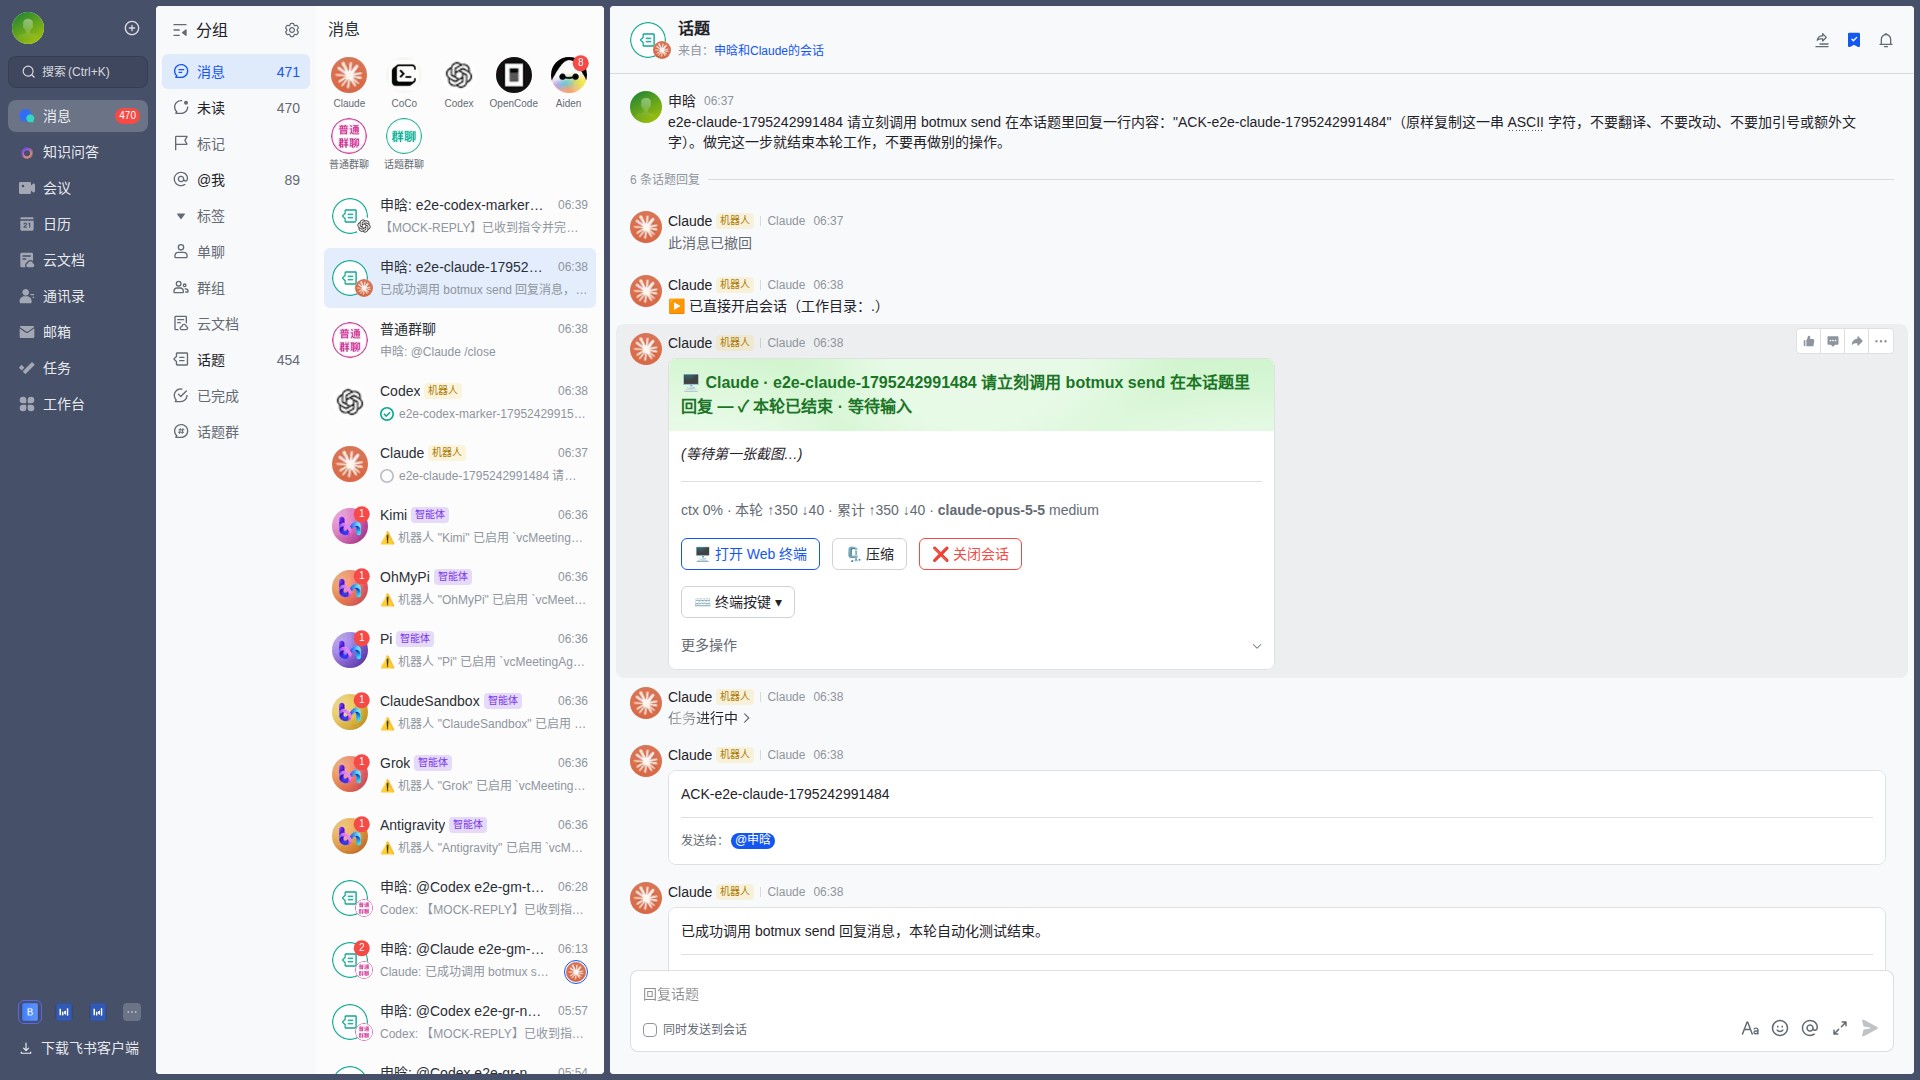 搜索 (Ctrl+K)
消息
470
知识问答
会议
日历
云文档
通讯录
邮箱
任务
工作台
B
下载飞书客户端
分组
消息
471
未读
470
标记
@我
89
标签
单聊
群组
云文档
话题
454
已完成
话题群
消息
8
Claude
CoCo
Codex
OpenCode
Aiden
普通
群聊
群聊
普通群聊
话题群聊
申晗: e2e-codex-marker...
06:39
【MOCK-REPLY】已收到指令并完...
申晗: e2e-claude-17952...
06:38
已成功调用 botmux send 回复消息，...
普通
群聊
普通群聊
06:38
申晗: @Claude /close
Codex 机器人
06:38
e2e-codex-marker-17952429915...
Claude 机器人
06:37
e2e-claude-1795242991484 请...
1
Kimi 智能体
06:36
机器人 "Kimi" 已启用 `vcMeeting...
1
OhMyPi 智能体
06:36
机器人 "OhMyPi" 已启用 `vcMeet...
1
Pi 智能体
06:36
机器人 "Pi" 已启用 `vcMeetingAg...
1
ClaudeSandbox 智能体
06:36
机器人 "ClaudeSandbox" 已启用 ...
1
Grok 智能体
06:36
机器人 "Grok" 已启用 `vcMeeting...
1
Antigravity 智能体
06:36
机器人 "Antigravity" 已启用 `vcM...
申晗: @Codex e2e-gm-t...
06:28
Codex: 【MOCK-REPLY】已收到指...
2
申晗: @Claude e2e-gm-...
06:13
Claude: 已成功调用 botmux s...
申晗: @Codex e2e-gr-n...
05:57
Codex: 【MOCK-REPLY】已收到指...
申晗: @Codex e2e-gr-n...
05:54
话题
来自：申晗和Claude的会话
申晗 06:37
e2e-claude-1795242991484 请立刻调用 botmux send 在本话题里回复一行内容："ACK-e2e-claude-1795242991484"（原样复制这一串 ASCII 字符，不要翻译、不要改动、不要加引号或额外文
字）。做完这一步就结束本轮工作，不要再做别的操作。
6 条话题回复
Claude 机器人 | Claude 06:37
此消息已撤回
Claude 机器人 | Claude 06:38
已直接开启会话（工作目录：.）
Claude 机器人 | Claude 06:38
Claude · e2e-claude-1795242991484 请立刻调用 botmux send 在本话题里
回复 — ✓ 本轮已结束 · 等待输入
(等待第一张截图...)
ctx 0% · 本轮 ↑350 ↓40 · 累计 ↑350 ↓40 · claude-opus-5-5 medium
打开 Web 终端
压缩
关闭会话
终端按键 ▾
更多操作
Claude 机器人 | Claude 06:38
任务进行中
Claude 机器人 | Claude 06:38
ACK-e2e-claude-1795242991484
发送给： @申晗
Claude 机器人 | Claude 06:38
已成功调用 botmux send 回复消息，本轮自动化测试结束。
回复话题
同时发送到会话